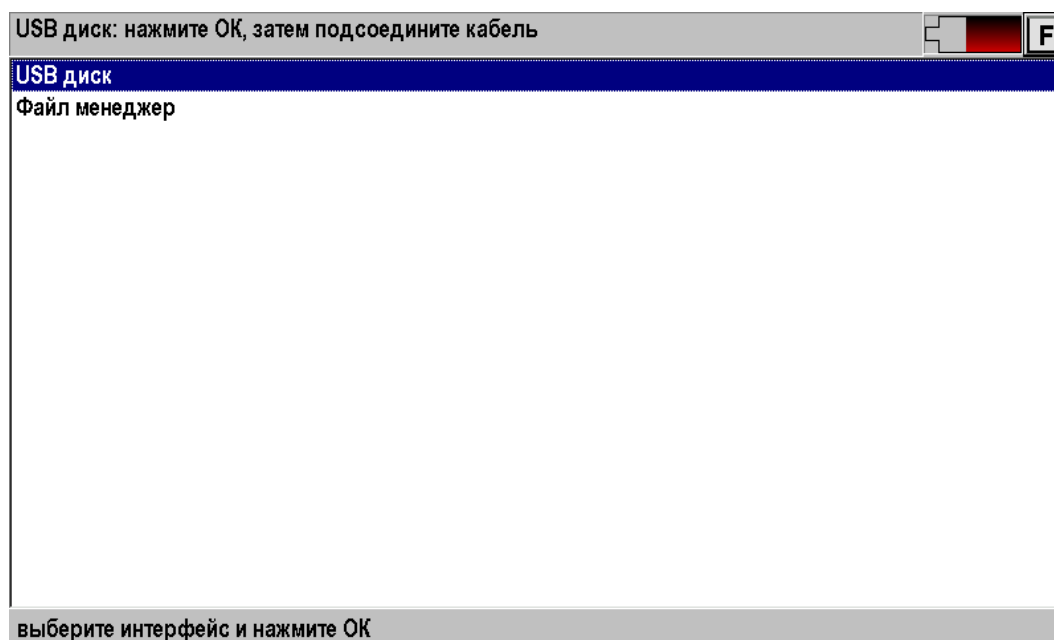 USB диск: нажмите ОК, затем подсоедините кабель
F
USB диск
Файл менеджер
выберите интерфейс и нажмите ОК